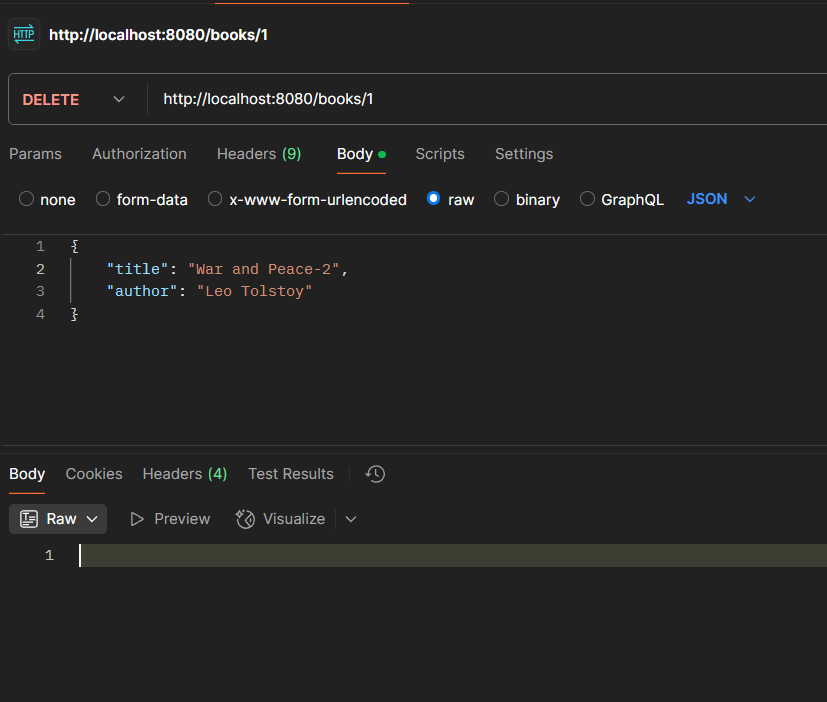 HTTP http://localhost:8080/books/1
DELETE http://localhost:8080/books/1
Params Authorization Headers (9) Body Scripts Settings
none form-data x-www-form-urlencoded raw binary GraphQL JSON
1 {
2 "title": "War and Peace-2",
3 "author": "Leo Tolstoy"
4 }
Body Cookies Headers (4) Test Results
Raw Preview Visualize
1